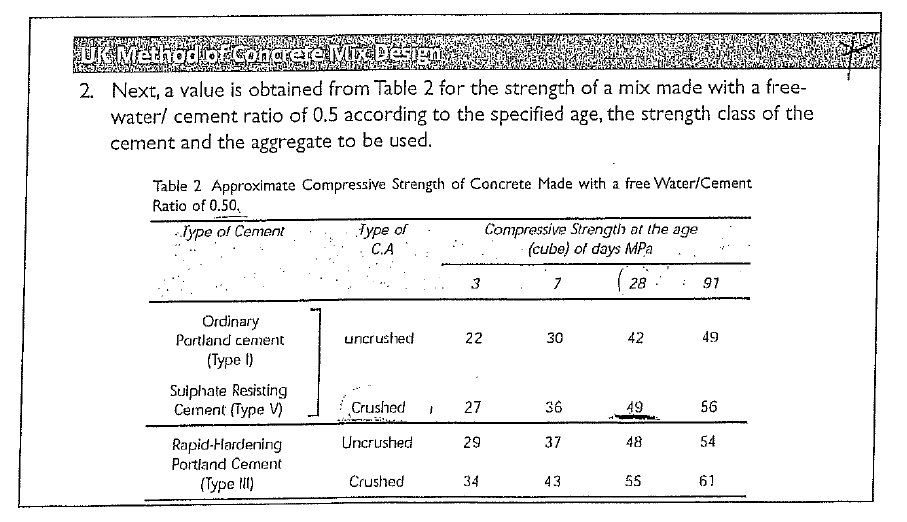 UK Method of Concrete Mix Design
2. Next, a value is obtained from Table 2 for the strength of a mix made with a free-
water/ cement ratio of 0.5 according to the specified age, the strength class of the
cement and the aggregate to be used.
Table 2 Approximate Compressive Strength of Concrete Made with a free Water/Cement
Ratio of 0.50.
Type of Cement Type of Compressive Strength at the age
C.A (cube) of days MPa
3 7 28 91
Ordinary
Portland cement uncrushed 22 30 42 49
(Type I)
Sulphate Resisting
Cement (Type V) Crushed 27 36 49 56
Rapid-Hardening Uncrushed 29 37 48 54
Portland Cement
(Type III) Crushed 34 43 55 61